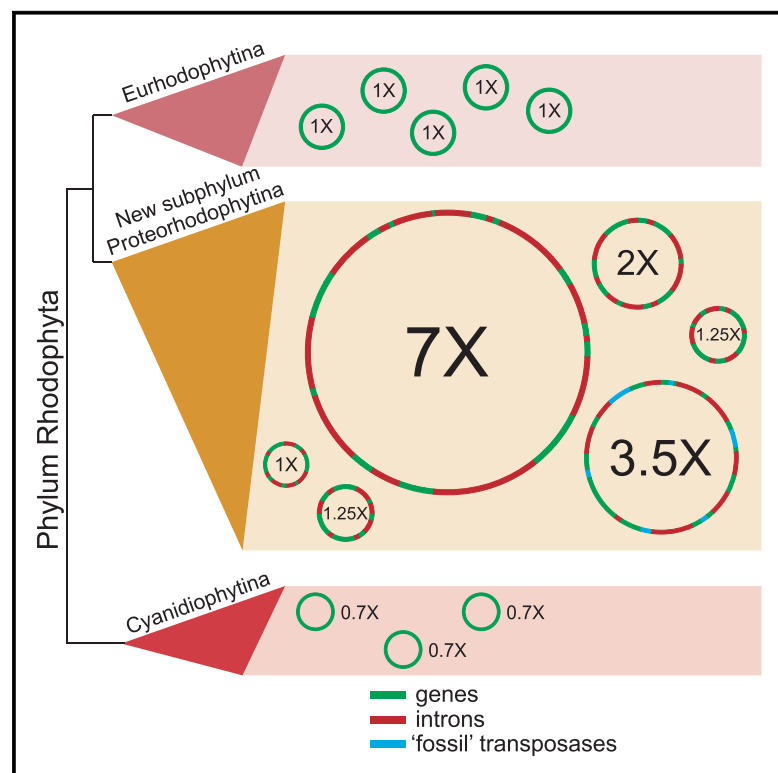 Phylum Rhodophyta
Eurhodophytina
1X
1X
1X
1X
1X
New subphylum
Proteorhodophytina
7X
2X
1.25X
3.5X
1X
1.25X
Cyanidiophytina
0.7X
0.7X
0.7X
genes
introns
'fossil' transposases